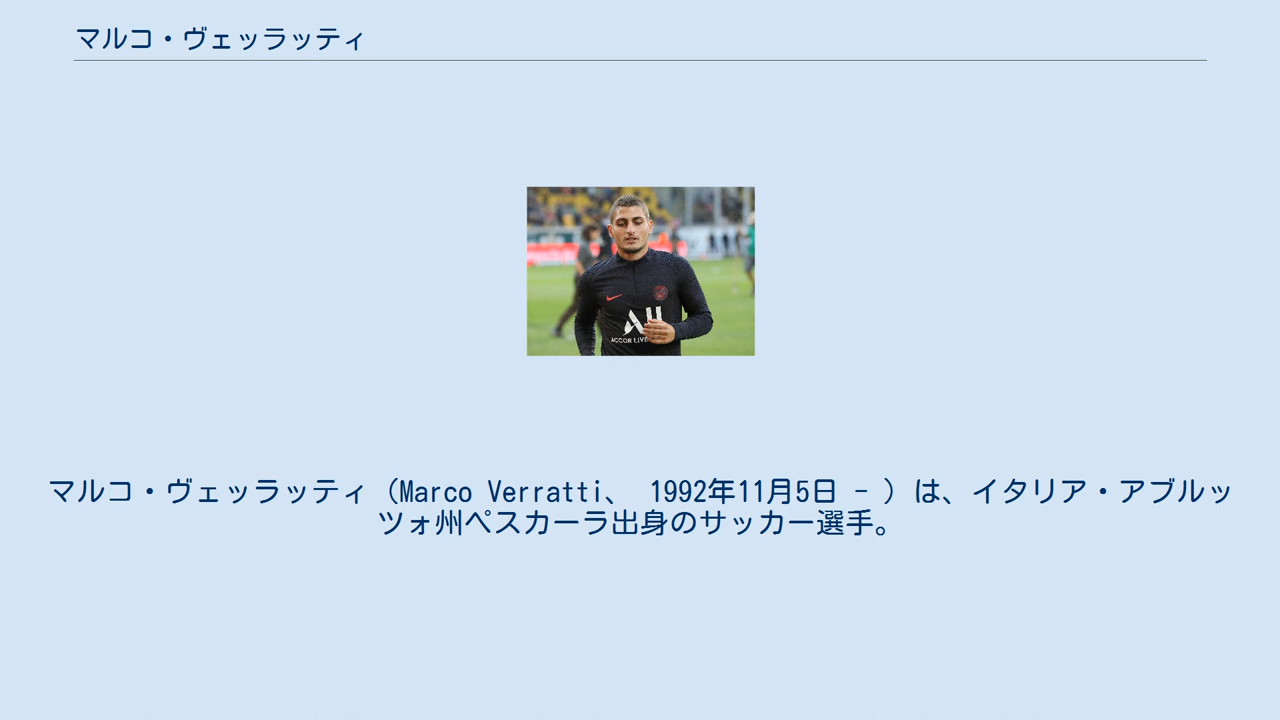 マルコ・ヴェッラッティ
ACCOR LIVE
マルコ・ヴェッラッティ（Marco Verratti、 1992年11月5日 - ）は、イタリア・アブルッ
ツォ州ペスカーラ出身のサッカー選手。